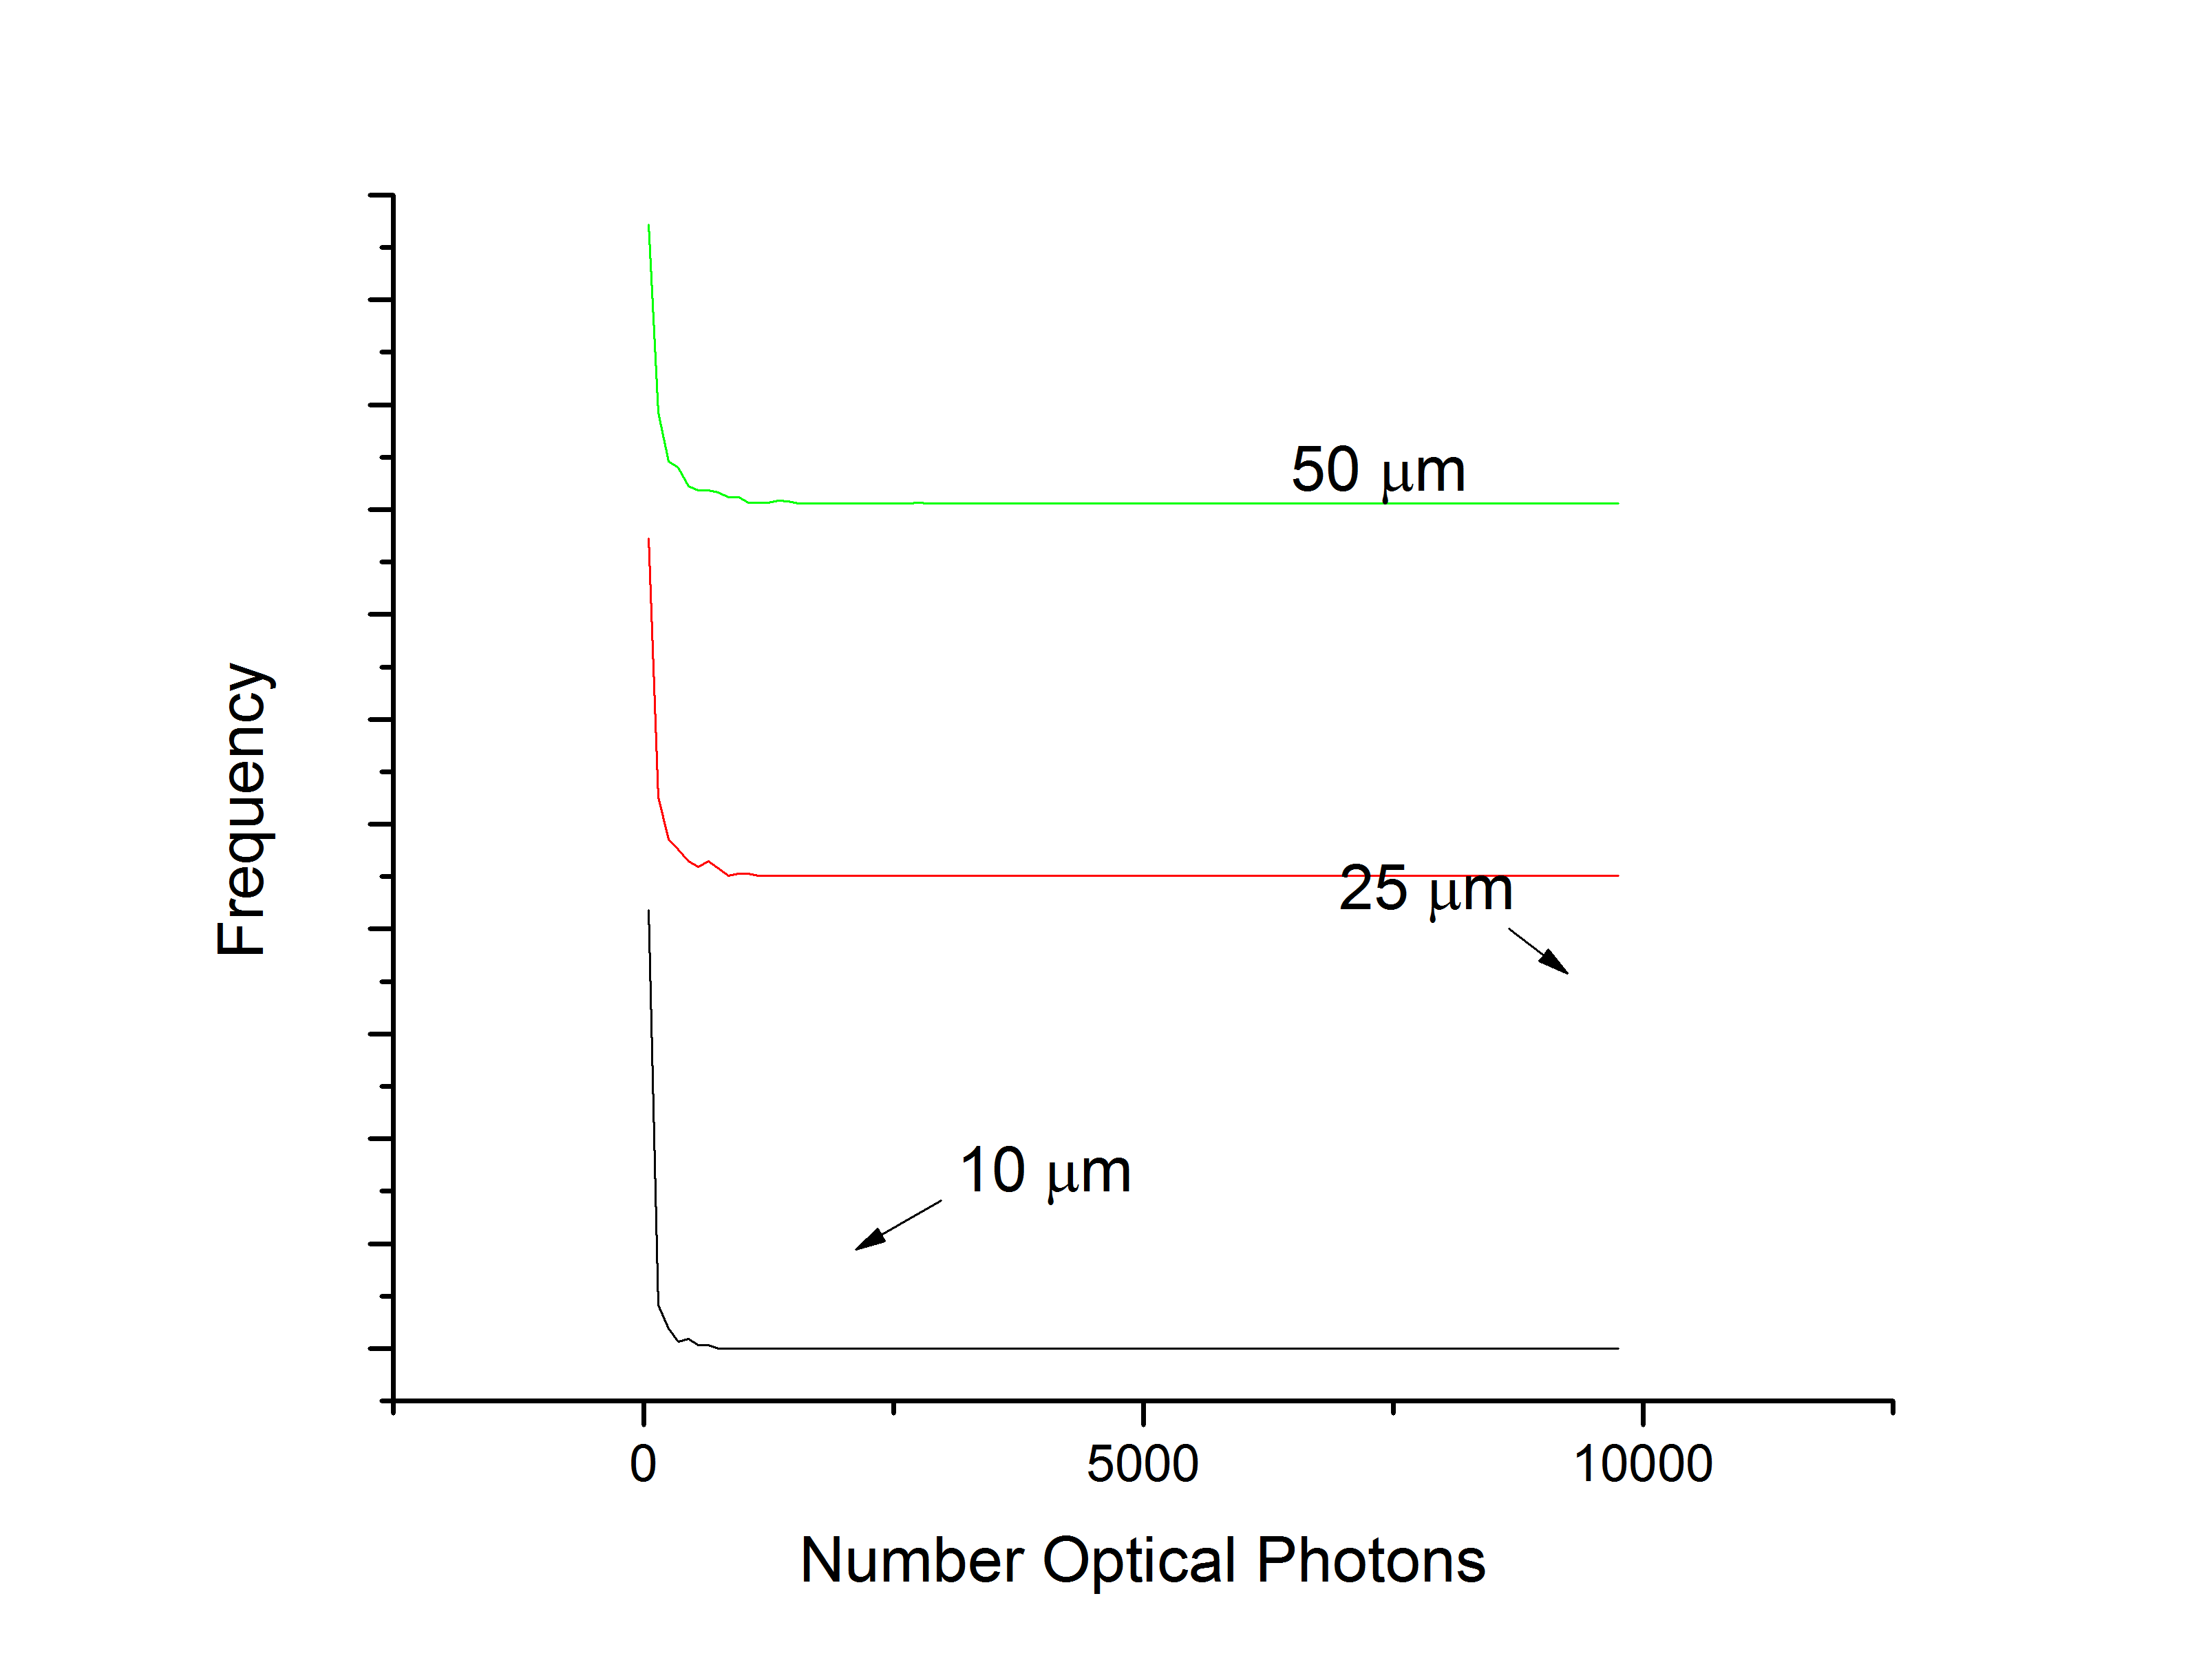 50 μm
25 μm
10 μm
Frequency
0 5000 10000
Number Optical Photons